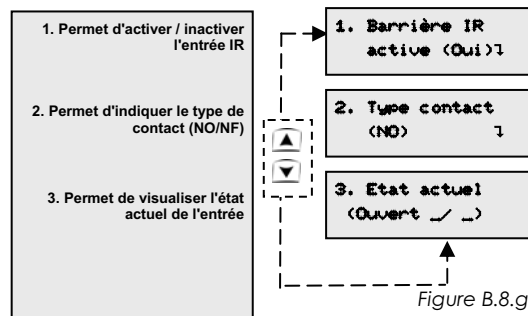 1. Permet d'activer / inactiver
l'entrée IR
2. Permet d'indiquer le type de
contact (NO/NF)
3. Permet de visualiser l'état
actuel de l'entrée
1. Barrière IR
active (Oui)↴
2. Type contact
(NO) ↴
3. Etat actuel
(Ouvert _/ _)
Figure B.8.g